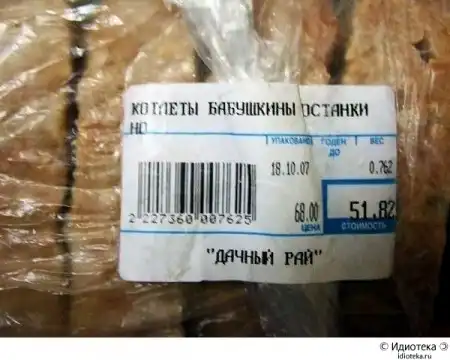 КОТЛЕТЫ БАБУШКИНЫ ОСТАНКИ
НО
УПАКОВАНО ГОДЕН ДО ВЕС
18.10.07 0.762
68.00 51.82
ЦЕНА СТОИМОСТЬ
2 227360 007625
"ДАЧНЫЙ РАЙ"
© Идиотека
idioteka.ru